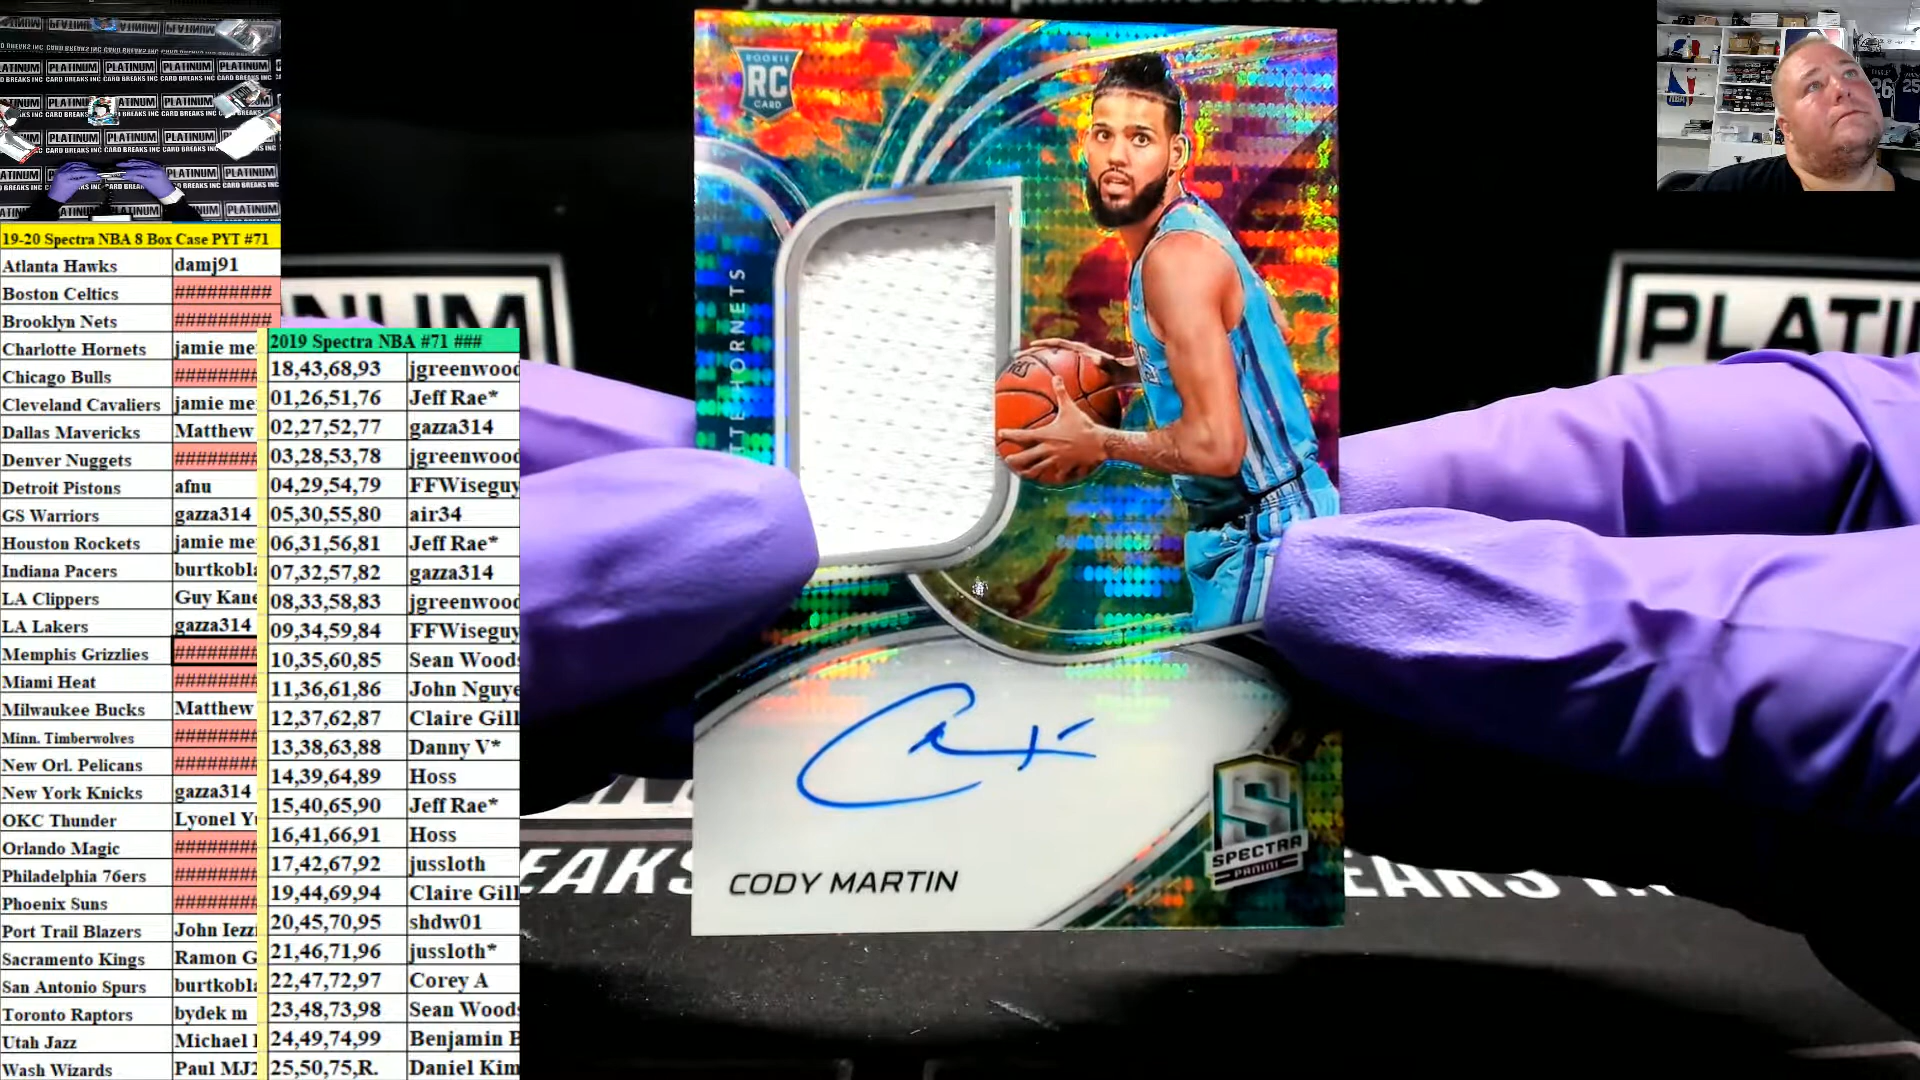 19-20 Spectra NBA 8 Box Case PYT #71
Atlanta Hawks damj91
Boston Celtics #########
Brooklyn Nets #########
Charlotte Hornets jamie me
Chicago Bulls ########
Cleveland Cavaliers jamie me
Dallas Mavericks Matthew
Denver Nuggets ########
Detroit Pistons afnu
GS Warriors gazza314
Houston Rockets jamie me
Indiana Pacers burtkobla
LA Clippers Guy Kane
LA Lakers gazza314
Memphis Grizzlies ########
Miami Heat ########
Milwaukee Bucks Matthew
Minn. Timberwolves ########
New Orl. Pelicans ########
New York Knicks gazza314
OKC Thunder Lyonel Y
Orlando Magic ########
Philadelphia 76ers ########
Phoenix Suns ########
Port Trail Blazers John Iezz
Sacramento Kings Ramon G
San Antonio Spurs burtkobla
Toronto Raptors bydek m
Utah Jazz Michael
Wash Wizards Paul MJ2
2019 Spectra NBA #71 ###
18,43,68,93 jgreenwood
01,26,51,76 Jeff Rae*
02,27,52,77 gazza314
03,28,53,78 jgreenwood
04,29,54,79 FFWiseguy
05,30,55,80 air34
06,31,56,81 Jeff Rae*
07,32,57,82 gazza314
08,33,58,83 jgreenwood
09,34,59,84 FFWiseguy
10,35,60,85 Sean Woods
11,36,61,86 John Nguye
12,37,62,87 Claire Gill
13,38,63,88 Danny V*
14,39,64,89 Hoss
15,40,65,90 Jeff Rae*
16,41,66,91 Hoss
17,42,67,92 jussloth
19,44,69,94 Claire Gill
20,45,70,95 shdw01
21,46,71,96 jussloth*
22,47,72,97 Corey A
23,48,73,98 Sean Woods
24,49,74,99 Benjamin B
25,50,75,R. Daniel Kim
ROOKIE
RC
CARD
HORNETS
CODY MARTIN
S
SPECTRA
PANINI
NUM
PLATI
EAKS
PLATINUM
CARD BREAKS INC